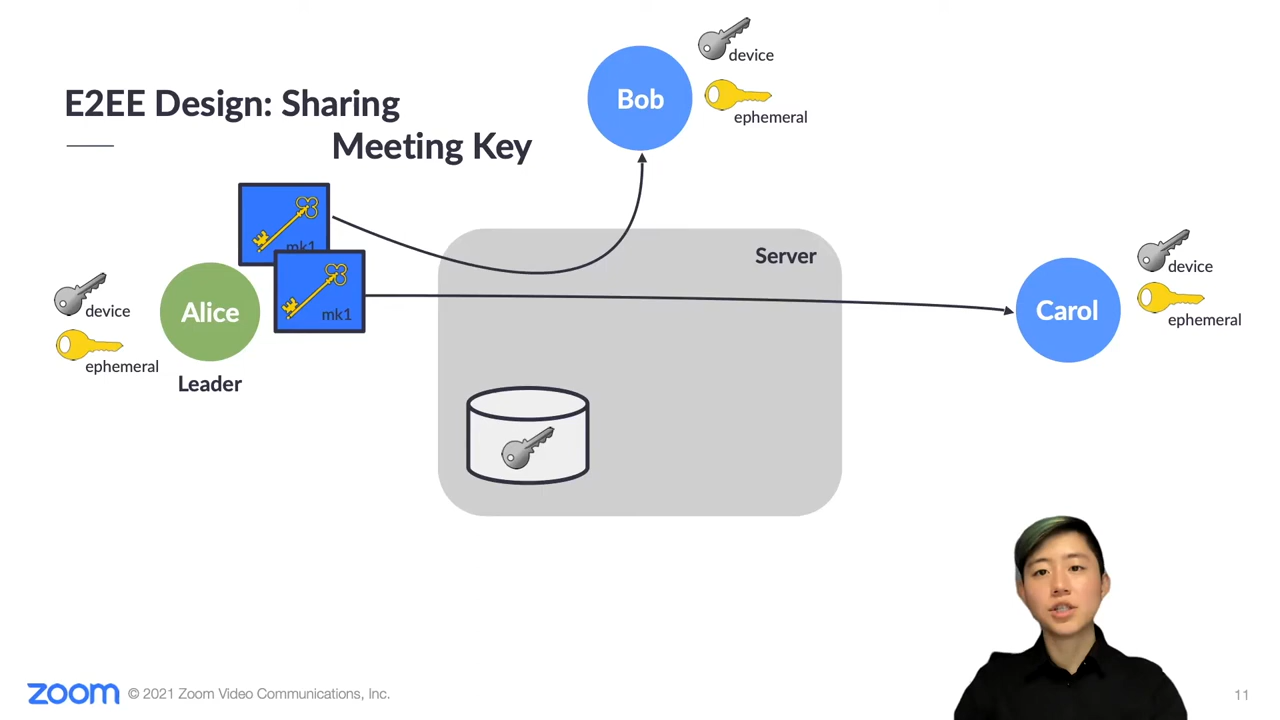 E2EE Design: Sharing
Meeting Key
Bob
device
ephemeral
mk1
mk1
Server
Alice
device
ephemeral
Leader
Carol
device
ephemeral
zoom © 2021 Zoom Video Communications, Inc.
11